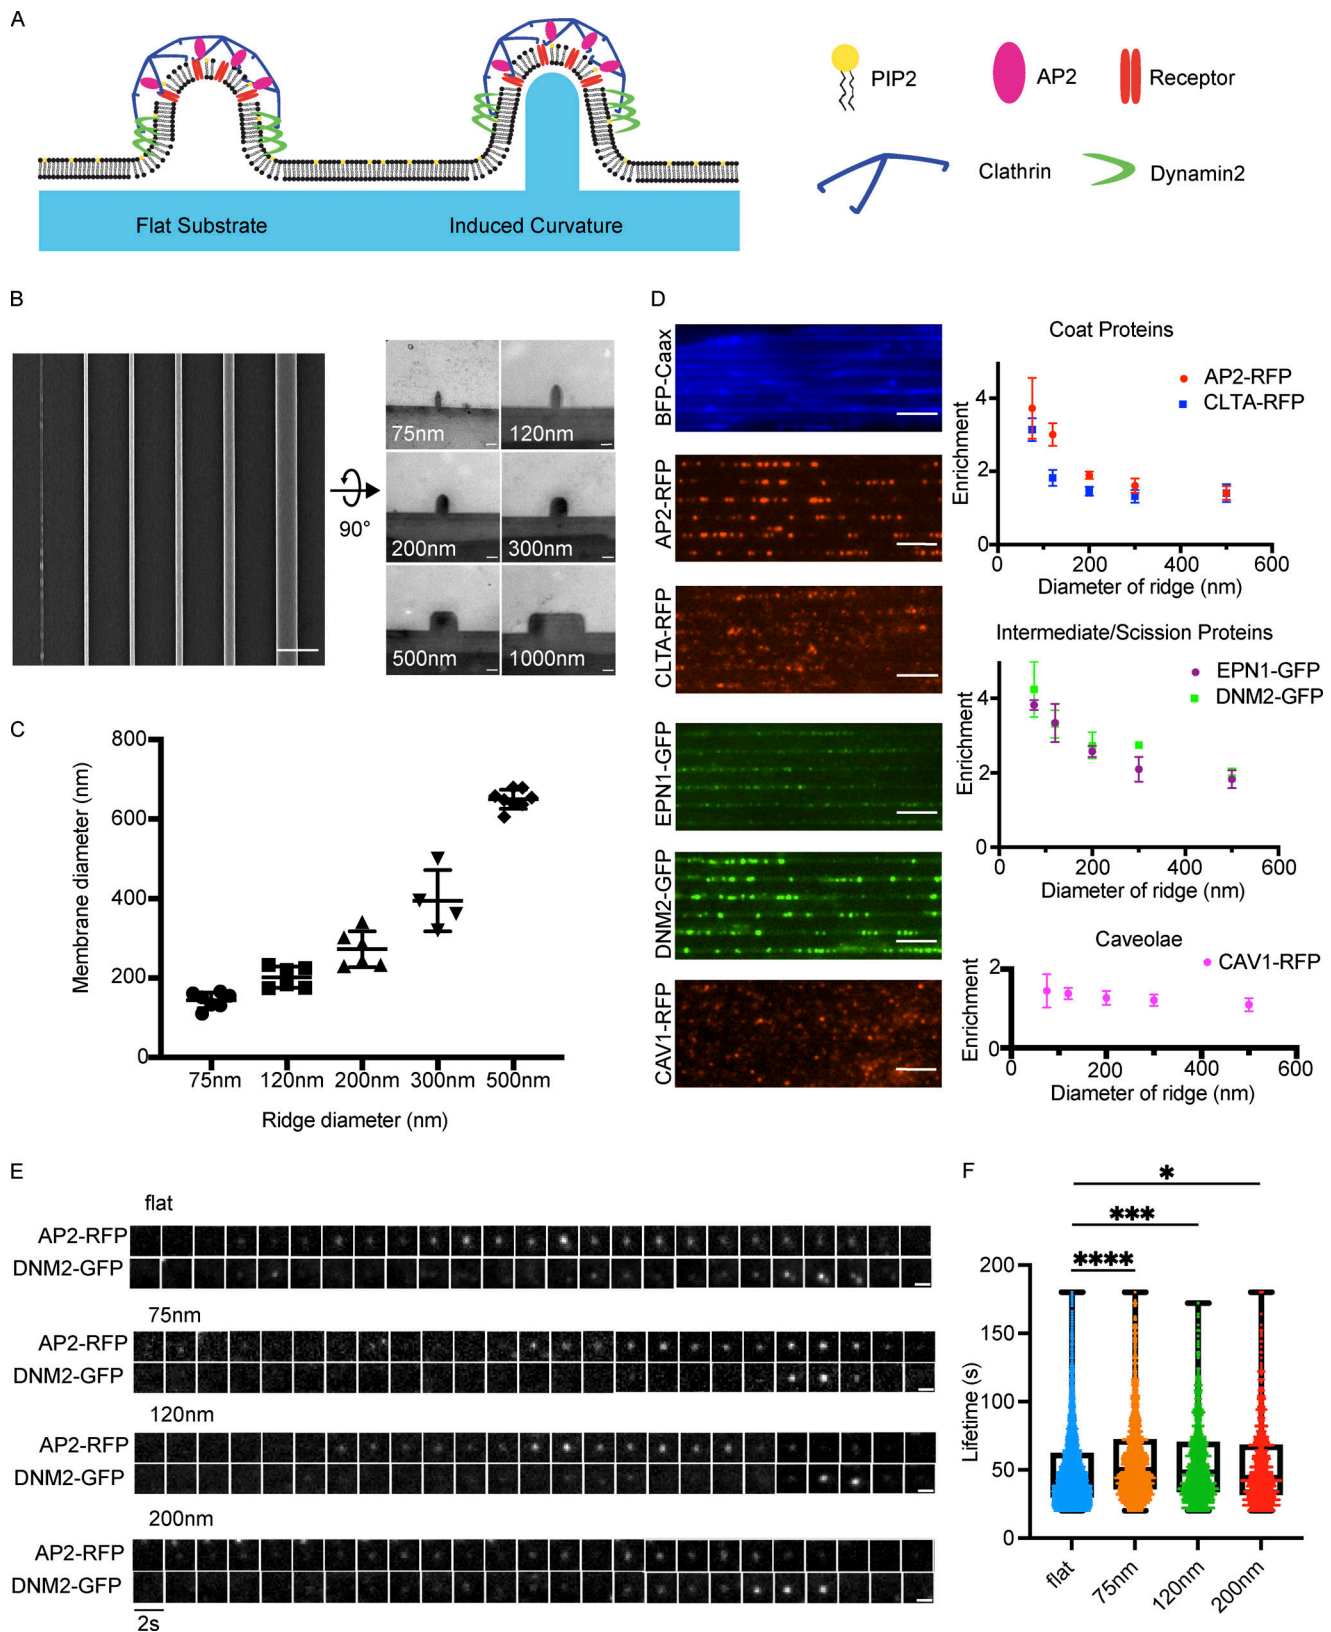 A
PIP2
AP2
Receptor
Clathrin
Dynamin2
Flat Substrate
Induced Curvature
B
90°
75nm
120nm
200nm
300nm
500nm
1000nm
C
Membrane diameter (nm)
800
600
400
200
0
75nm
120nm
200nm
300nm
500nm
Ridge diameter (nm)
D
BFP-Caax
AP2-RFP
CLTA-RFP
EPN1-GFP
DNM2-GFP
CAV1-RFP
Coat Proteins
AP2-RFP
CLTA-RFP
Enrichment
4
2
0
0
200
400
600
Diameter of ridge (nm)
Intermediate/Scission Proteins
EPN1-GFP
DNM2-GFP
Enrichment
4
2
0
0
200
400
600
Diameter of ridge (nm)
Caveolae
CAV1-RFP
Enrichment
2
0
0
200
400
600
Diameter of ridge (nm)
E
flat
AP2-RFP
DNM2-GFP
75nm
AP2-RFP
DNM2-GFP
120nm
AP2-RFP
DNM2-GFP
200nm
AP2-RFP
DNM2-GFP
2s
F
*
***
****
Lifetime (s)
200
150
100
50
0
flat
75nm
120nm
200nm